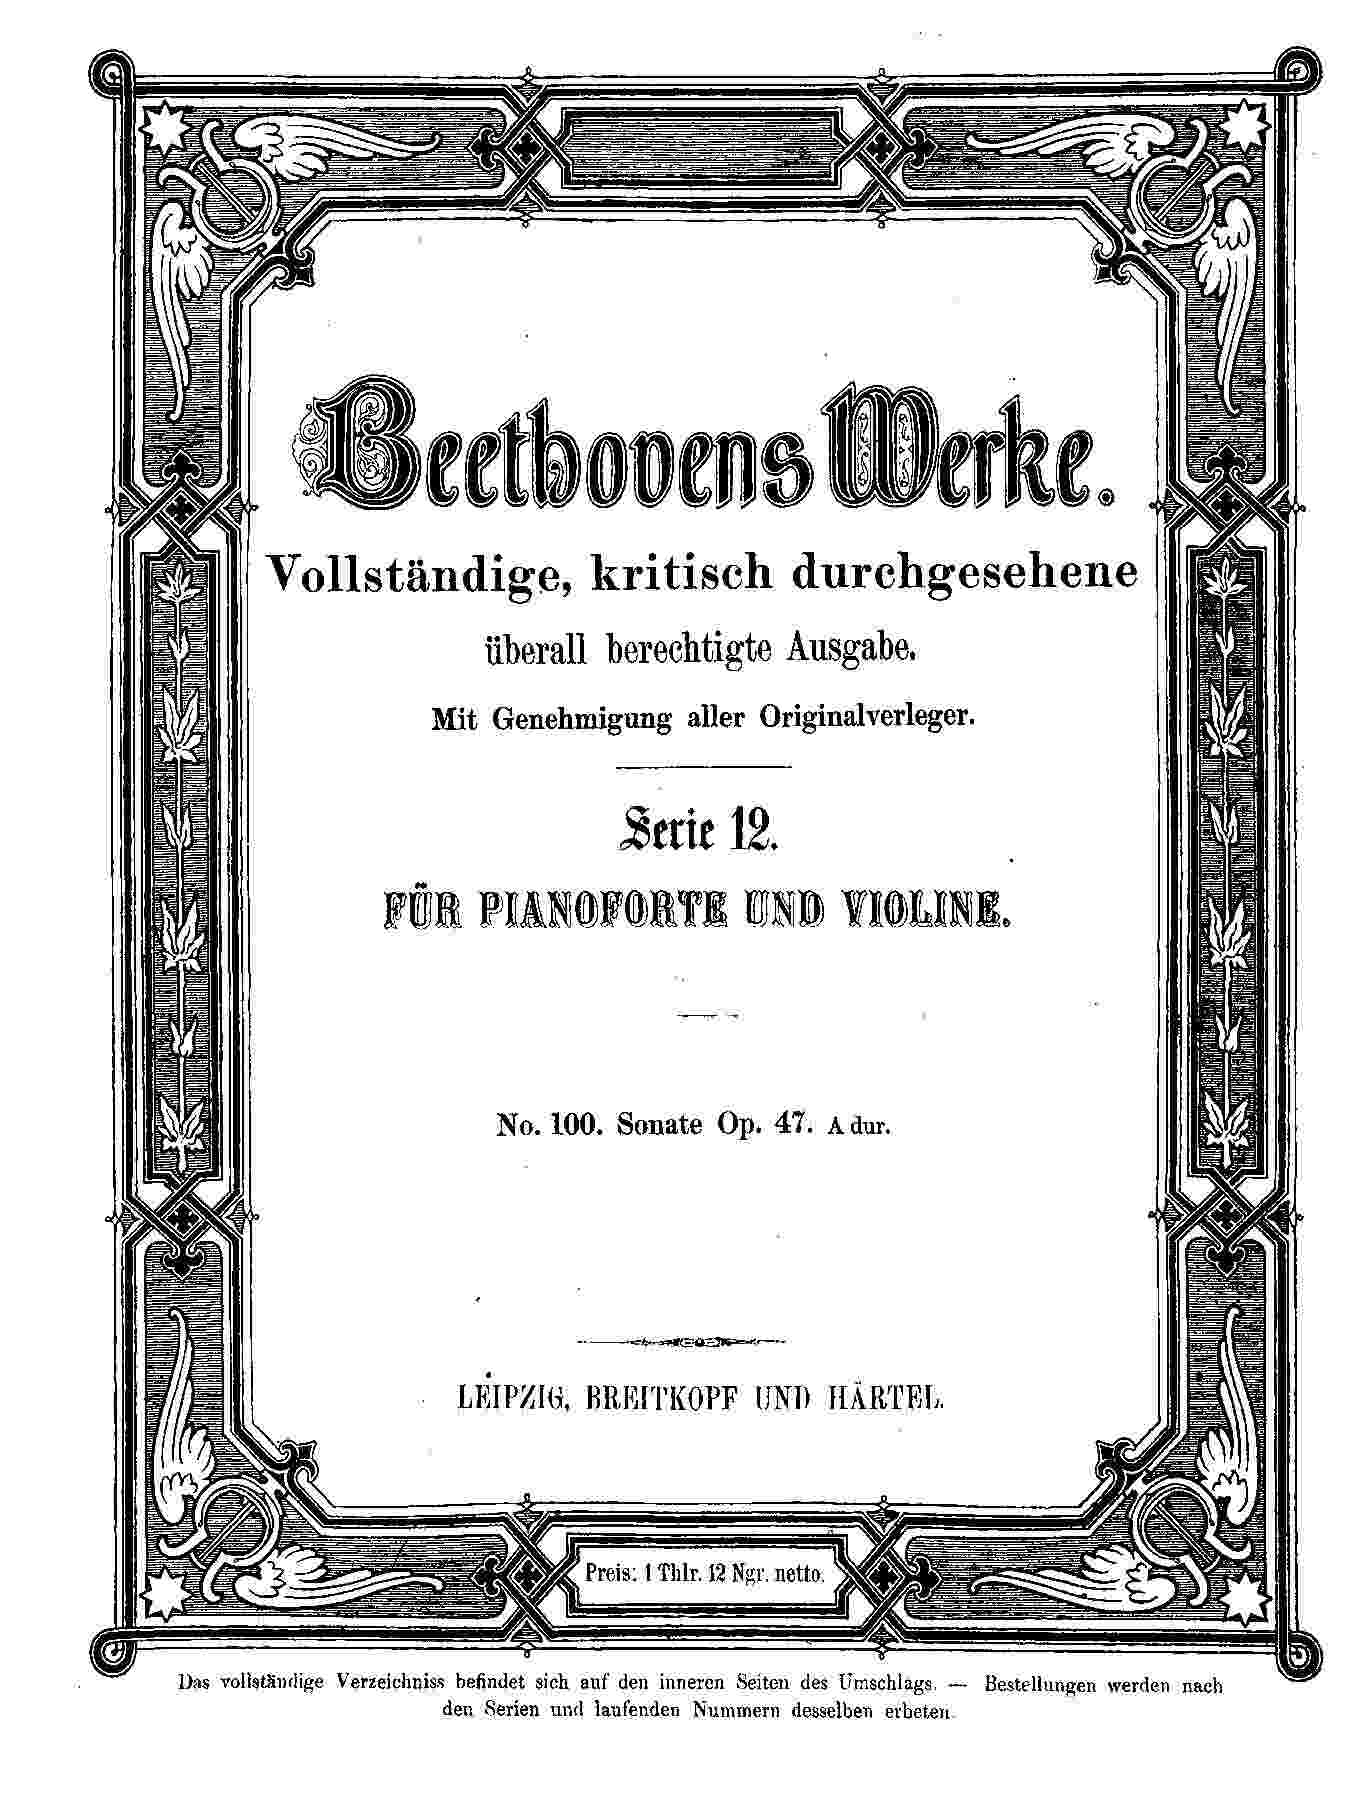 Beethovens Werke.
Vollständige, kritisch durchgesehene
überall berechtigte Ausgabe.
Mit Genehmigung aller Originalverleger.
Serie 12.
FÜR PIANOFORTE UND VIOLINE.
No. 100. Sonate Op. 47. A dur.
LEIPZIG, BREITKOPF UND HÄRTEL.
Preis: 1 Thlr. 12 Ngr. netto.
Das vollständige Verzeichniss befindet sich auf den inneren Seiten des Umschlags. — Bestellungen werden nach
den Serien und laufenden Nummern desselben erbeten.